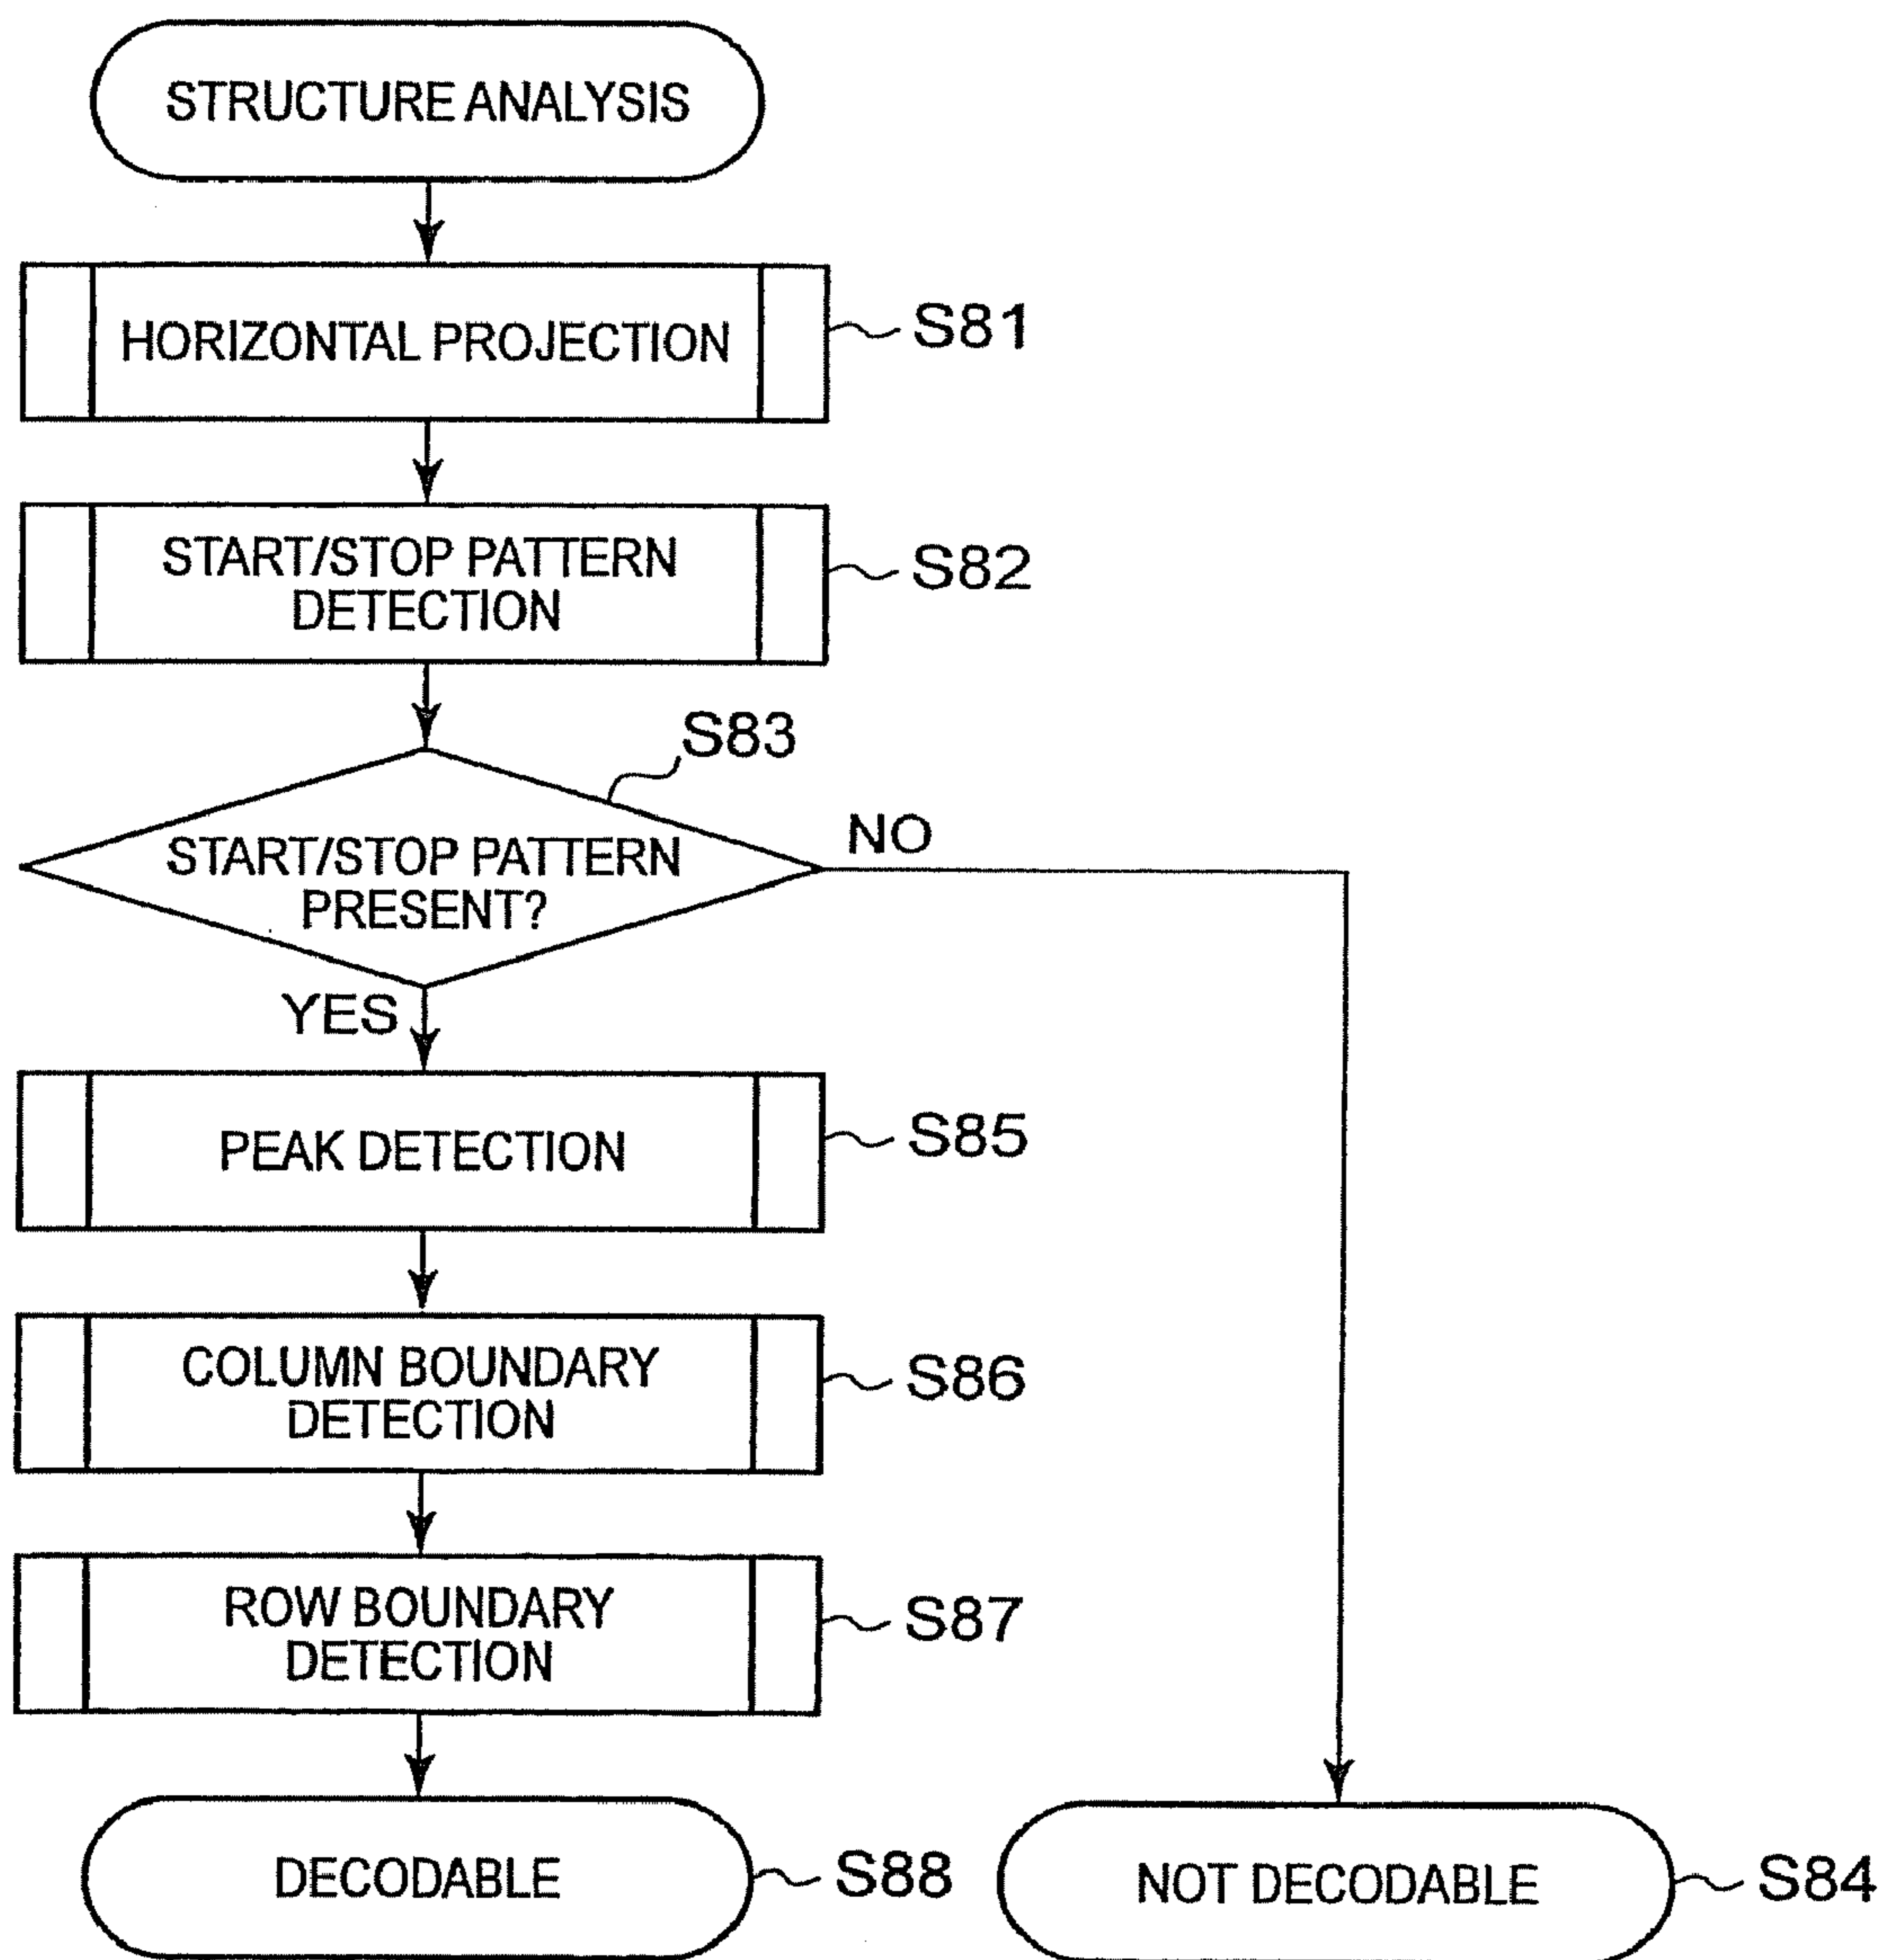 STRUCTURE ANALYSIS
HORIZONTAL PROJECTION
S81
START/STOP PATTERN
DETECTION
S82
S83
START/STOP PATTERN
PRESENT?
NO
YES
PEAK DETECTION
S85
COLUMN BOUNDARY
DETECTION
S86
ROW BOUNDARY
DETECTION
S87
DECODABLE
S88
NOT DECODABLE
S84